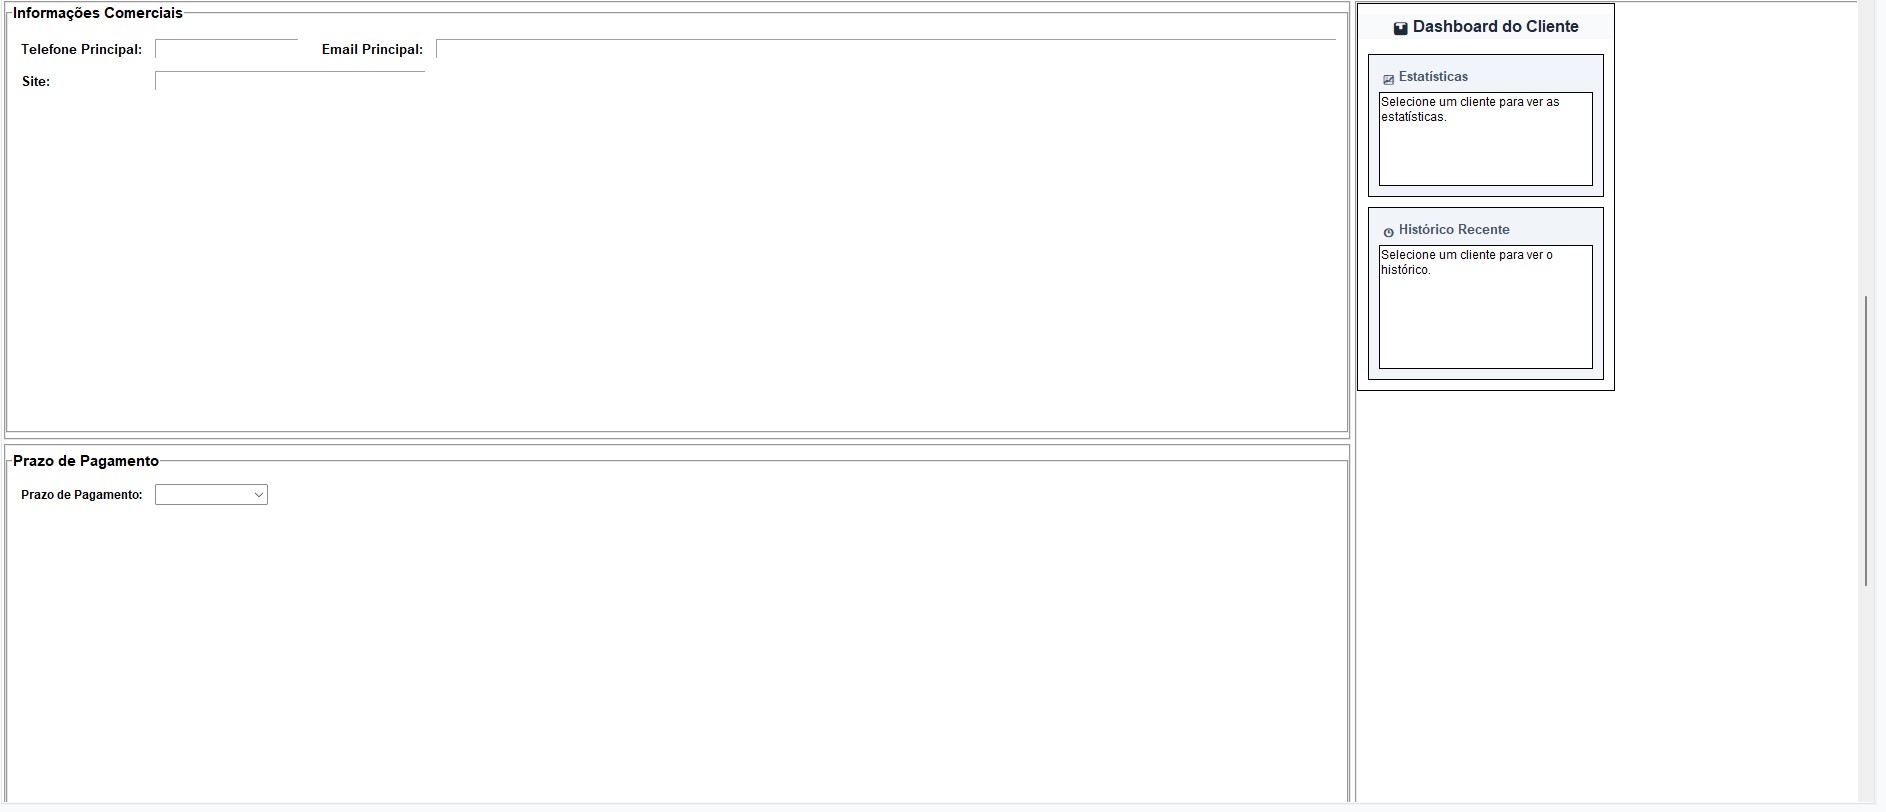 Informações Comerciais
Telefone Principal:
Email Principal:
Site:
Prazo de Pagamento
Prazo de Pagamento:
Dashboard do Cliente
Estatísticas
Selecione um cliente para ver as
estatísticas.
Histórico Recente
Selecione um cliente para ver o
histórico.